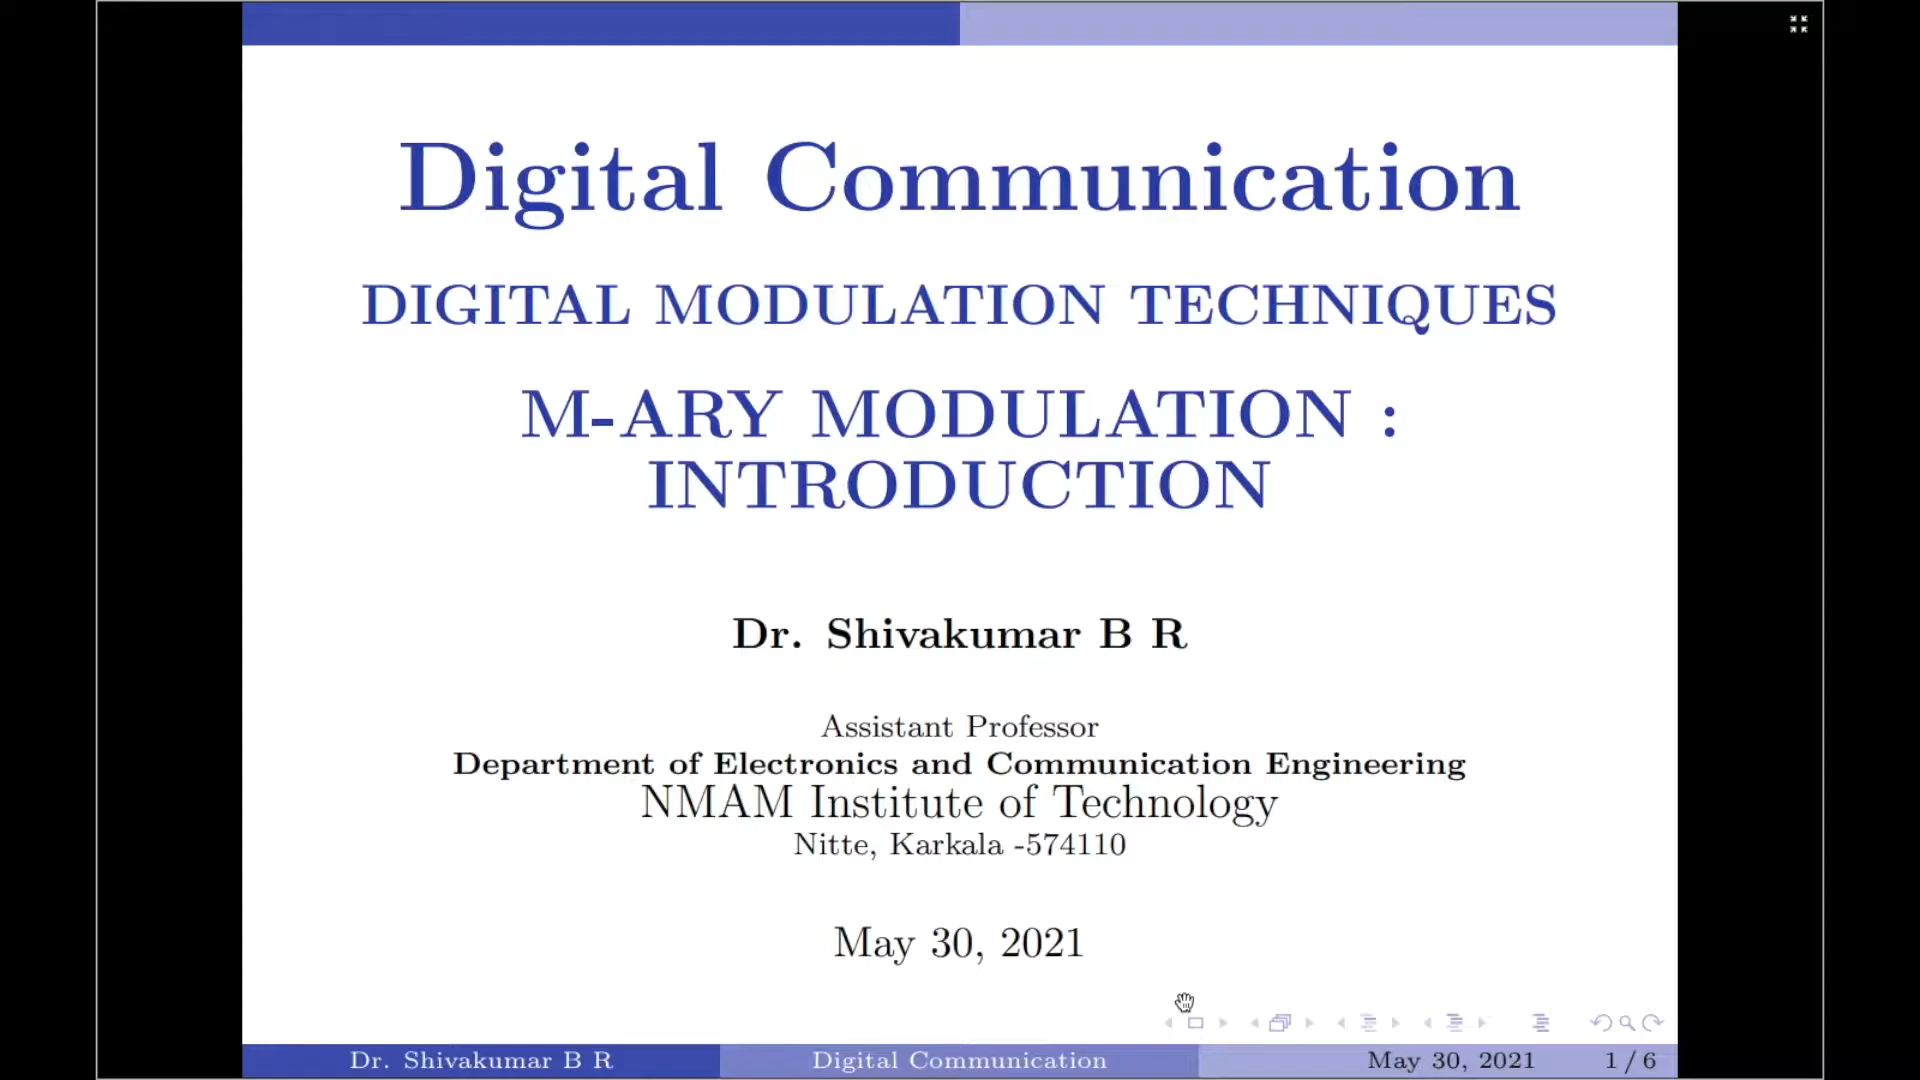 Digital Communication
DIGITAL MODULATION TECHNIQUES
M-ARY MODULATION :
INTRODUCTION
Dr. Shivakumar B R
Assistant Professor
Department of Electronics and Communication Engineering
NMAM Institute of Technology
Nitte, Karkala -574110
May 30, 2021
Dr. Shivakumar B R Digital Communication May 30, 2021 1 / 6